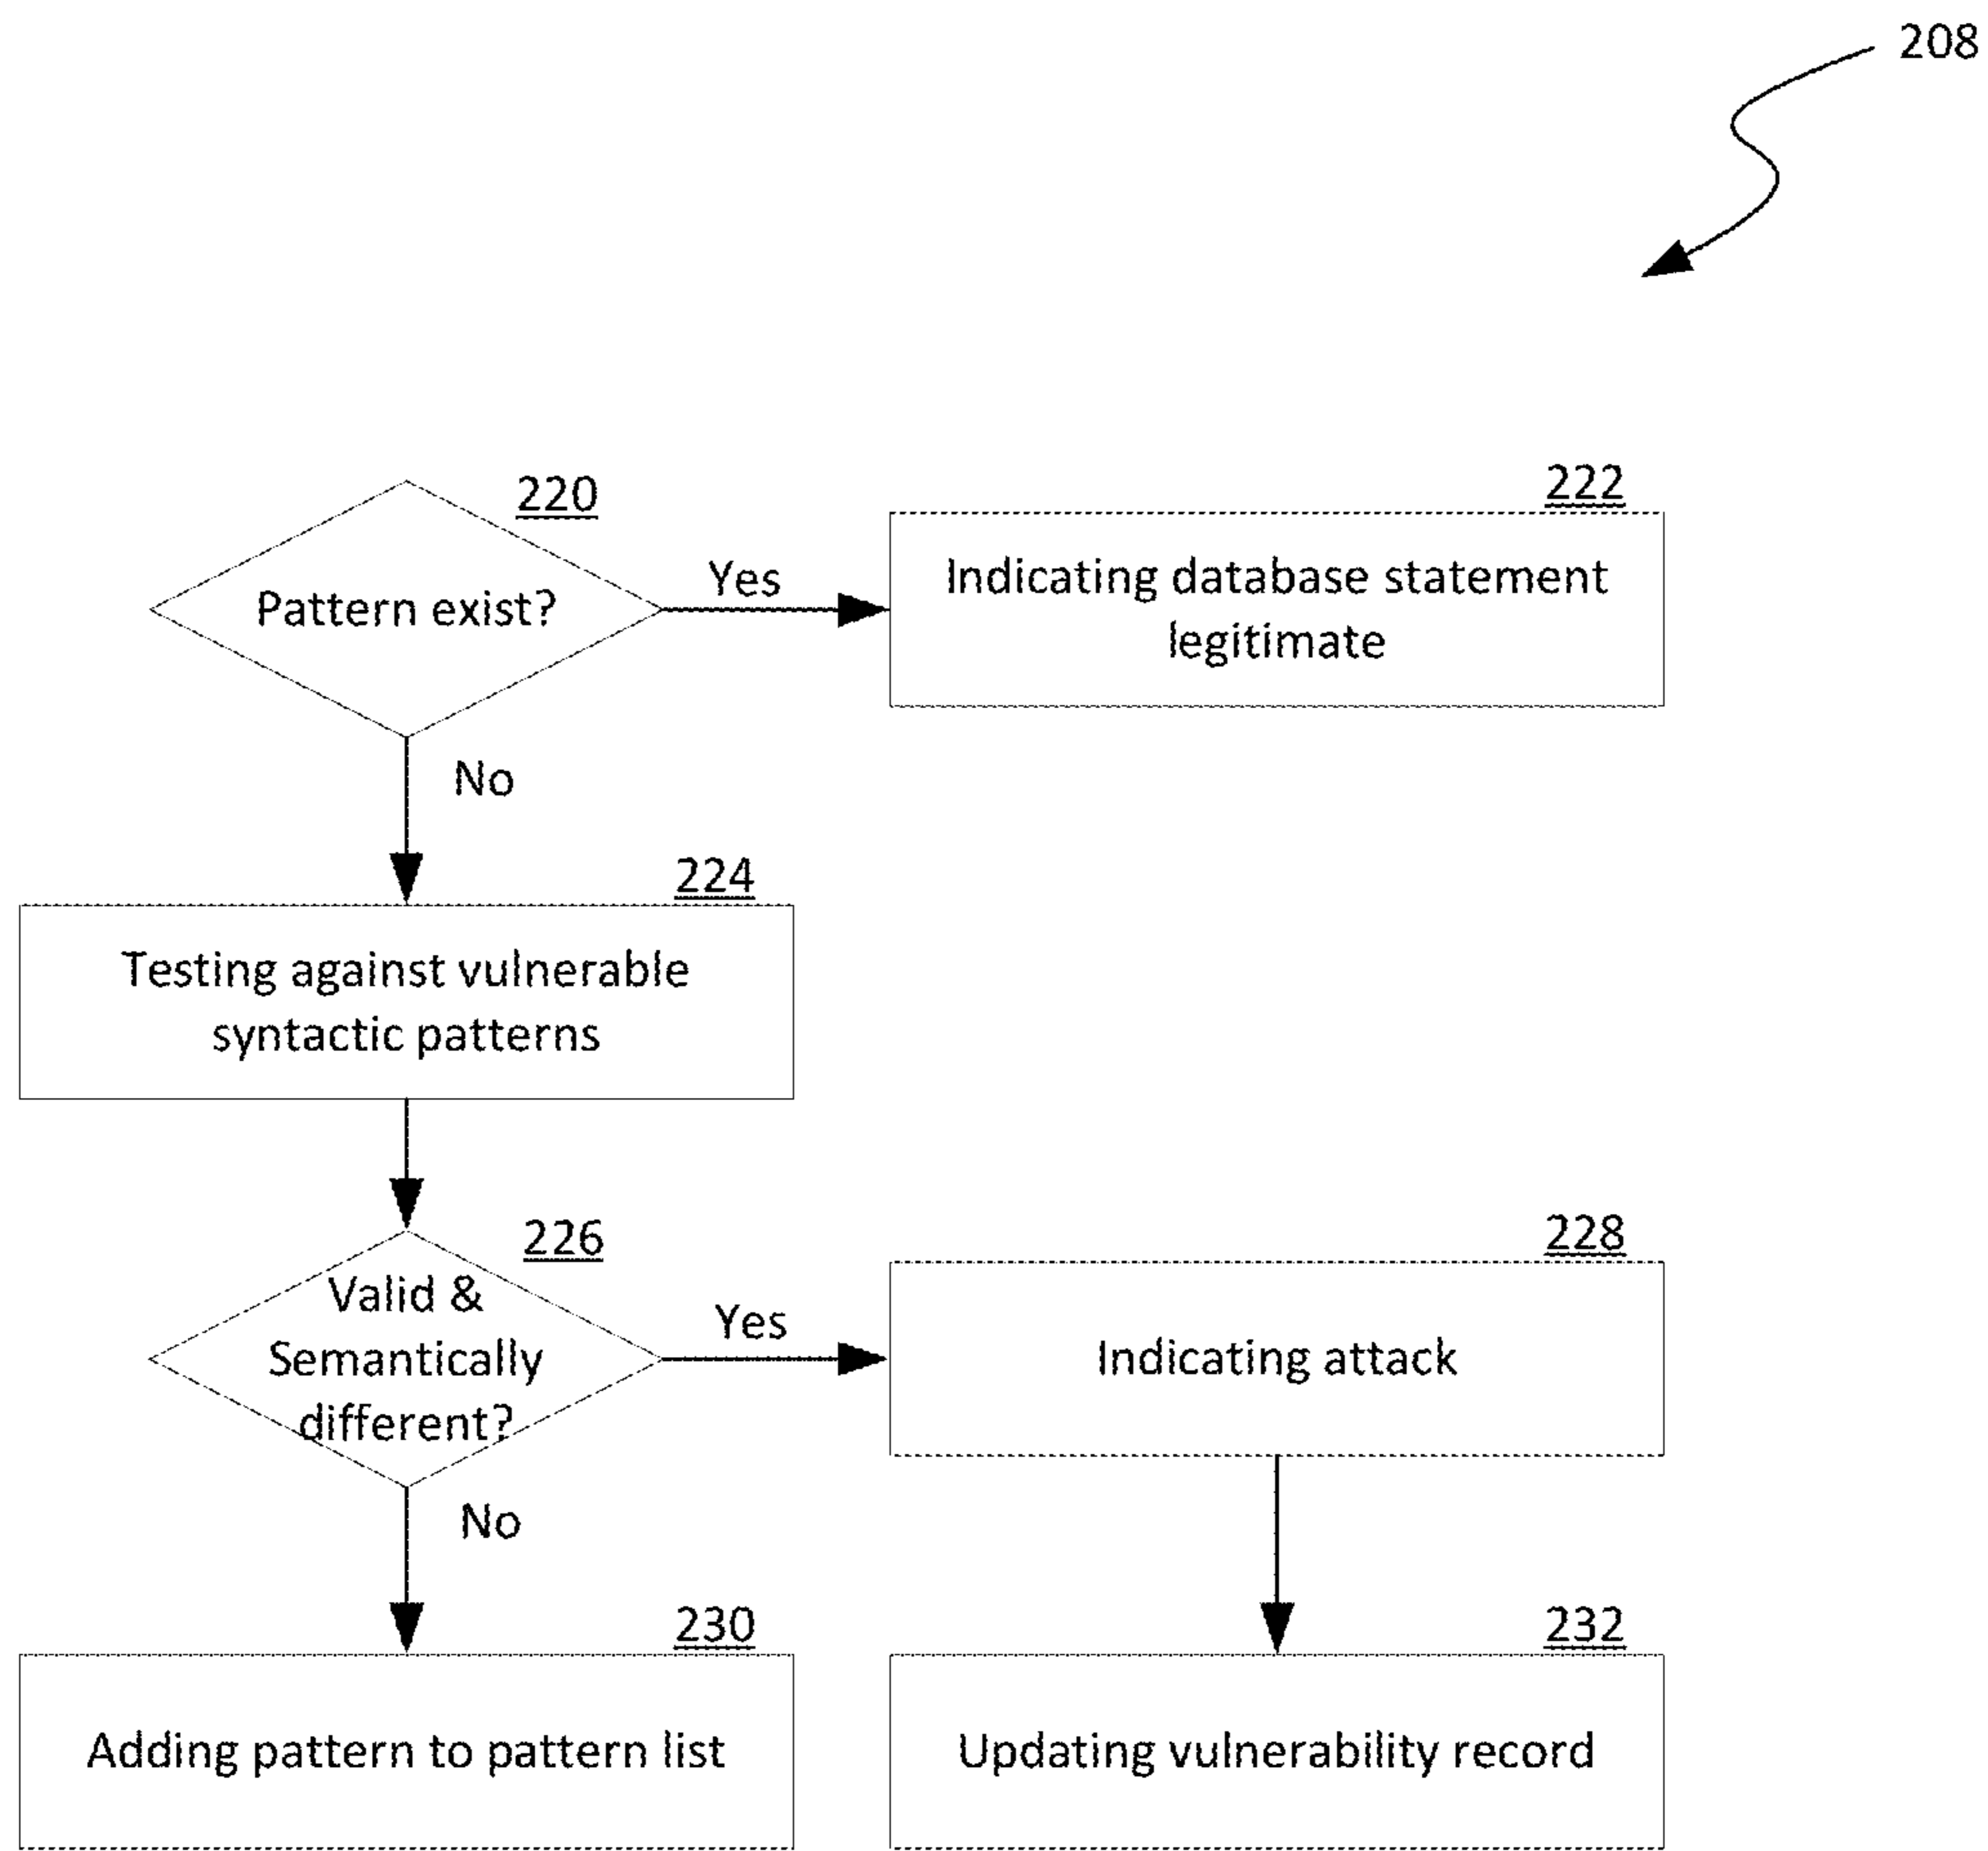 208
220
Pattern exist?
Yes
222
Indicating database statement
legitimate
No
224
Testing against vulnerable
syntactic patterns
226
Valid &
Semantically
different?
Yes
228
Indicating attack
No
230
Adding pattern to pattern list
232
Updating vulnerability record